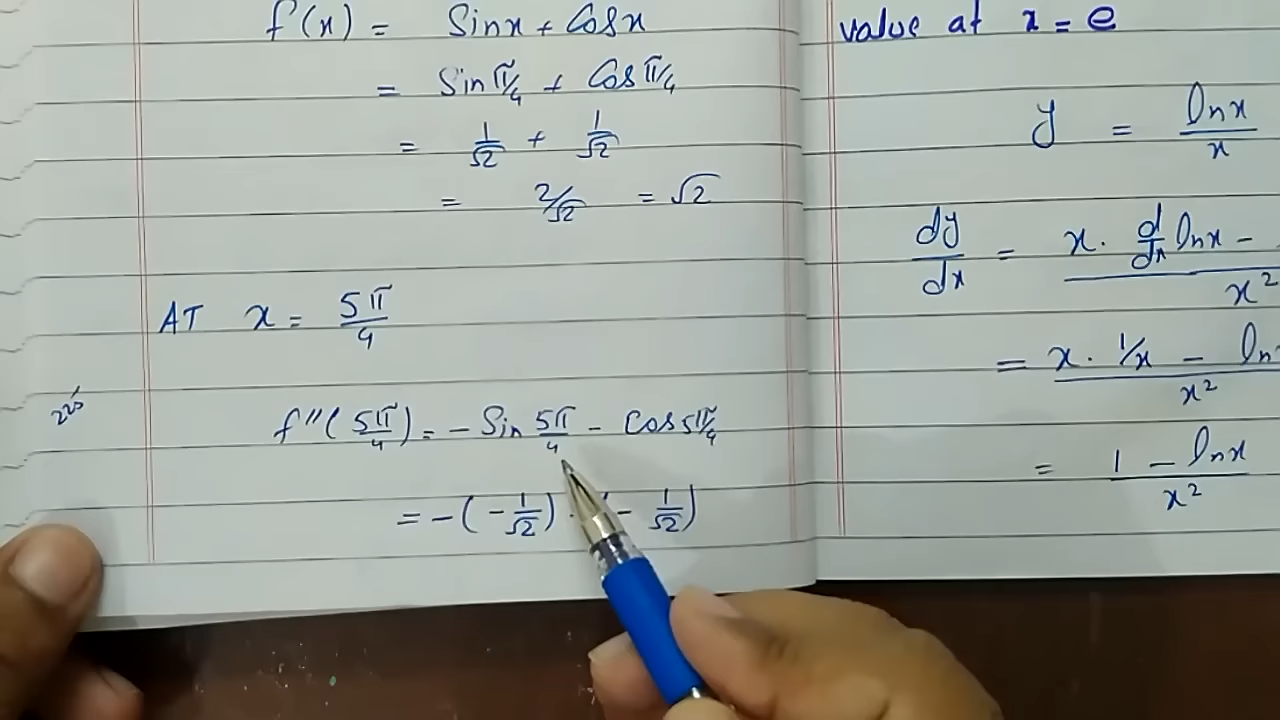 f'(x) = Sinx + Cosx
= Sin π/4 + Cos π/4
= 1/√2 + 1/√2
= 2/√2 = √2
AT x = 5π/4
225
f''(5π/4) = - Sin 5π/4 - Cos 5π/4
= -(-1/√2) - 1/√2)
value at x = e
y = lnx/x
dy/dx = x. d/dx lnx - / x²
= x. 1/x - ln / x²
= 1 - lnx / x²